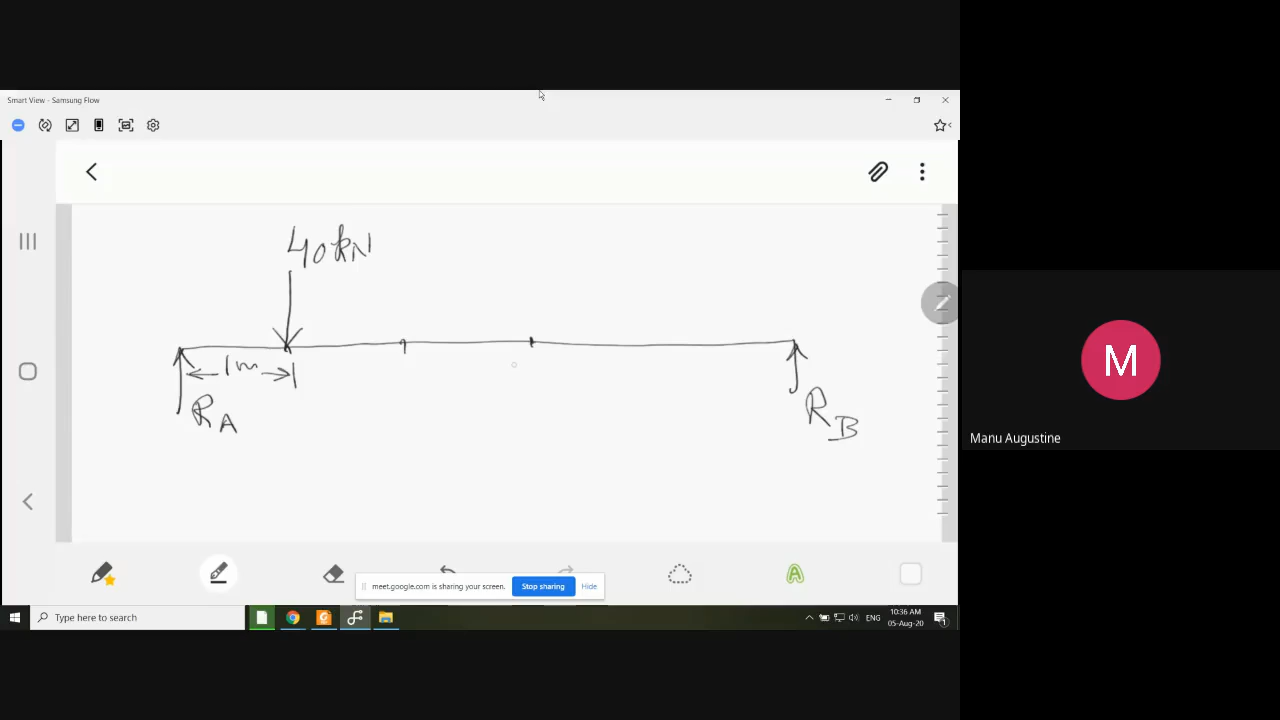 Smart View - Samsung Flow
40kN
1m
RA
RB
M
Manu Augustine
A
meet.google.com is sharing your screen.
Stop sharing
Hide
Type here to search
ENG
10:36 AM
05-Aug-20
1